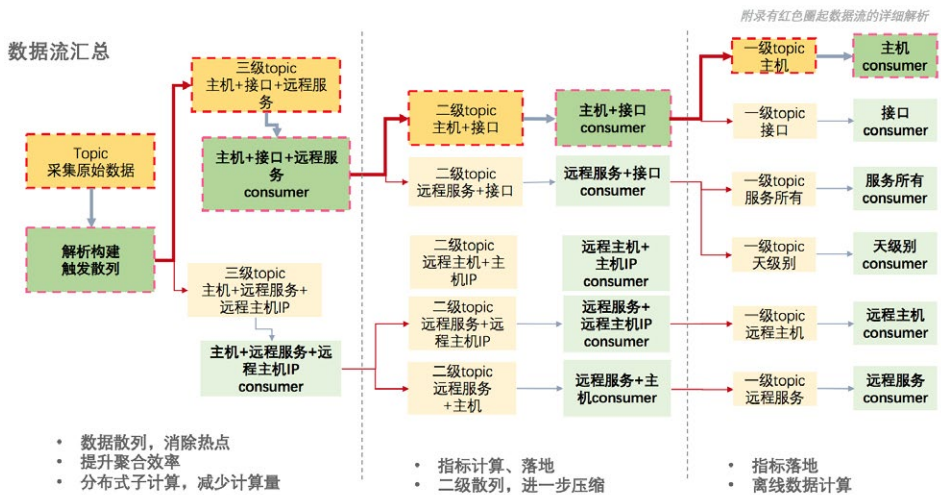 附录有红色圈起数据流的详细解析
数据流汇总
Topic
采集原始数据
解析构建
触发散列
三级topic
主机+接口+远程服
务
主机+接口+远程服
务
consumer
三级topic
主机+远程服务+
远程主机IP
主机+远程服务+远
程主机IP
consumer
二级topic
主机+接口
主机+接口
consumer
二级topic
远程服务+接口
远程服务+接口
consumer
二级topic
远程主机+主
机IP
远程主机+
主机IP
consumer
二级topic
远程服务+远
程主机IP
远程服务+
远程主机IP
consumer
二级topic
远程服务
+主机
远程服务+主
机consumer
一级topic
主机
主机
consumer
一级topic
接口
接口
consumer
一级topic
服务所有
服务所有
consumer
一级topic
天级别
天级别
consumer
一级topic
远程主机
远程主机
consumer
一级topic
远程服务
远程服务
consumer
• 数据散列，消除热点
• 提升聚合效率
• 分布式子计算，减少计算量
• 指标计算、落地
• 二级散列，进一步压缩
• 指标落地
• 离线数据计算